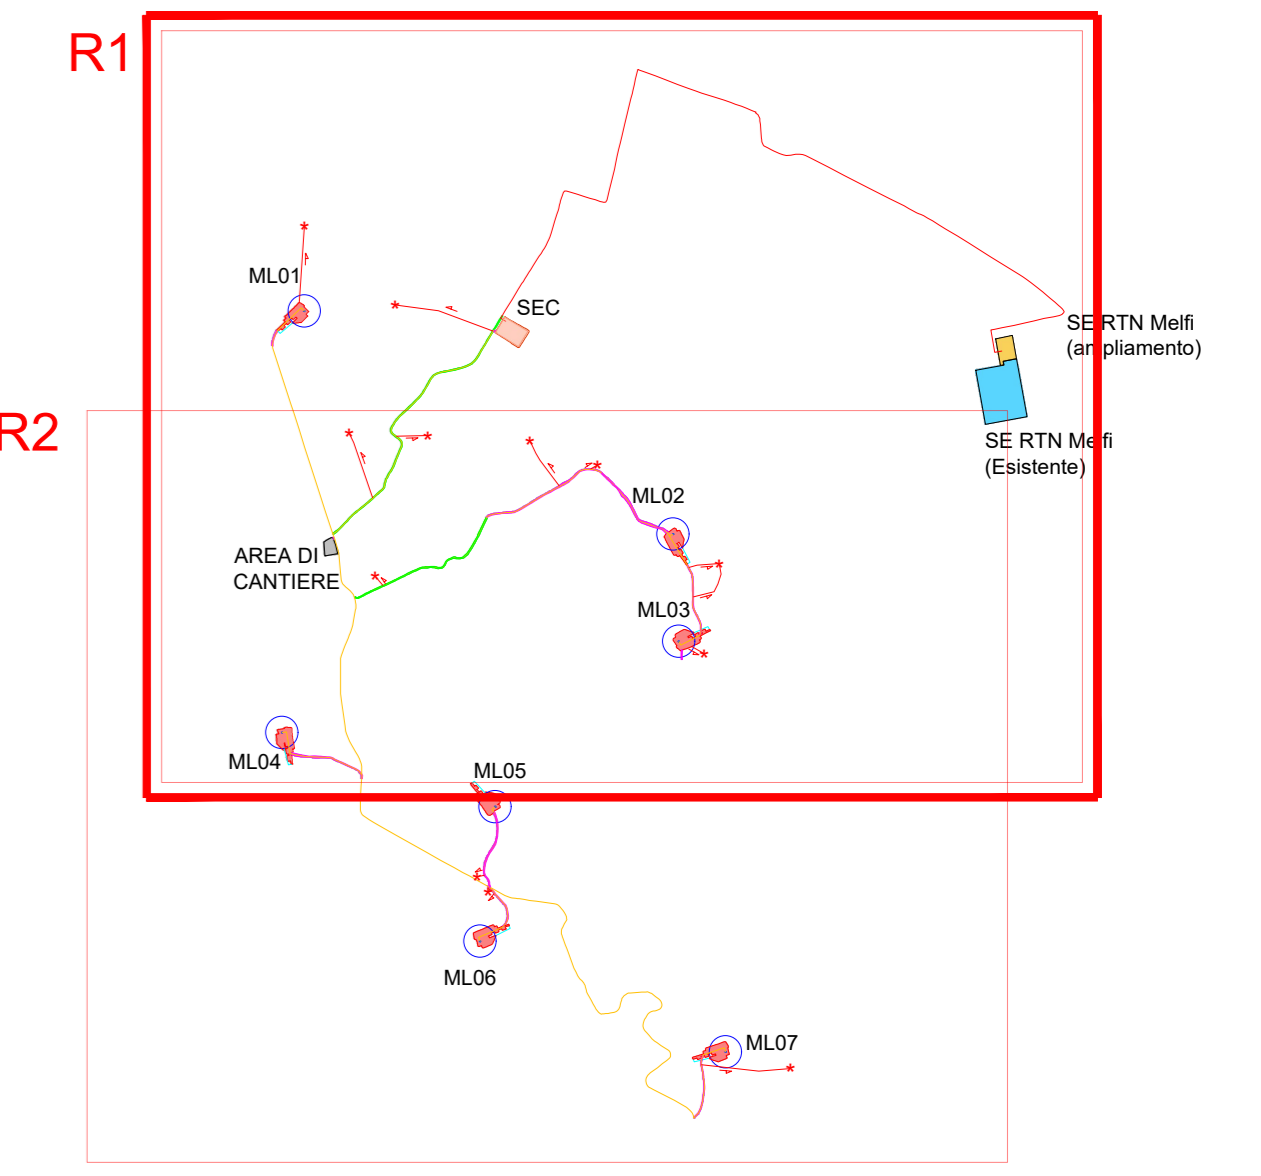 R1
ML01
SEC
SE RTN Melfi
(ampliamento)
R2
SE RTN Melfi
(Esistente)
ML02
AREA DI
CANTIERE
ML03
ML04
ML05
ML06
ML07